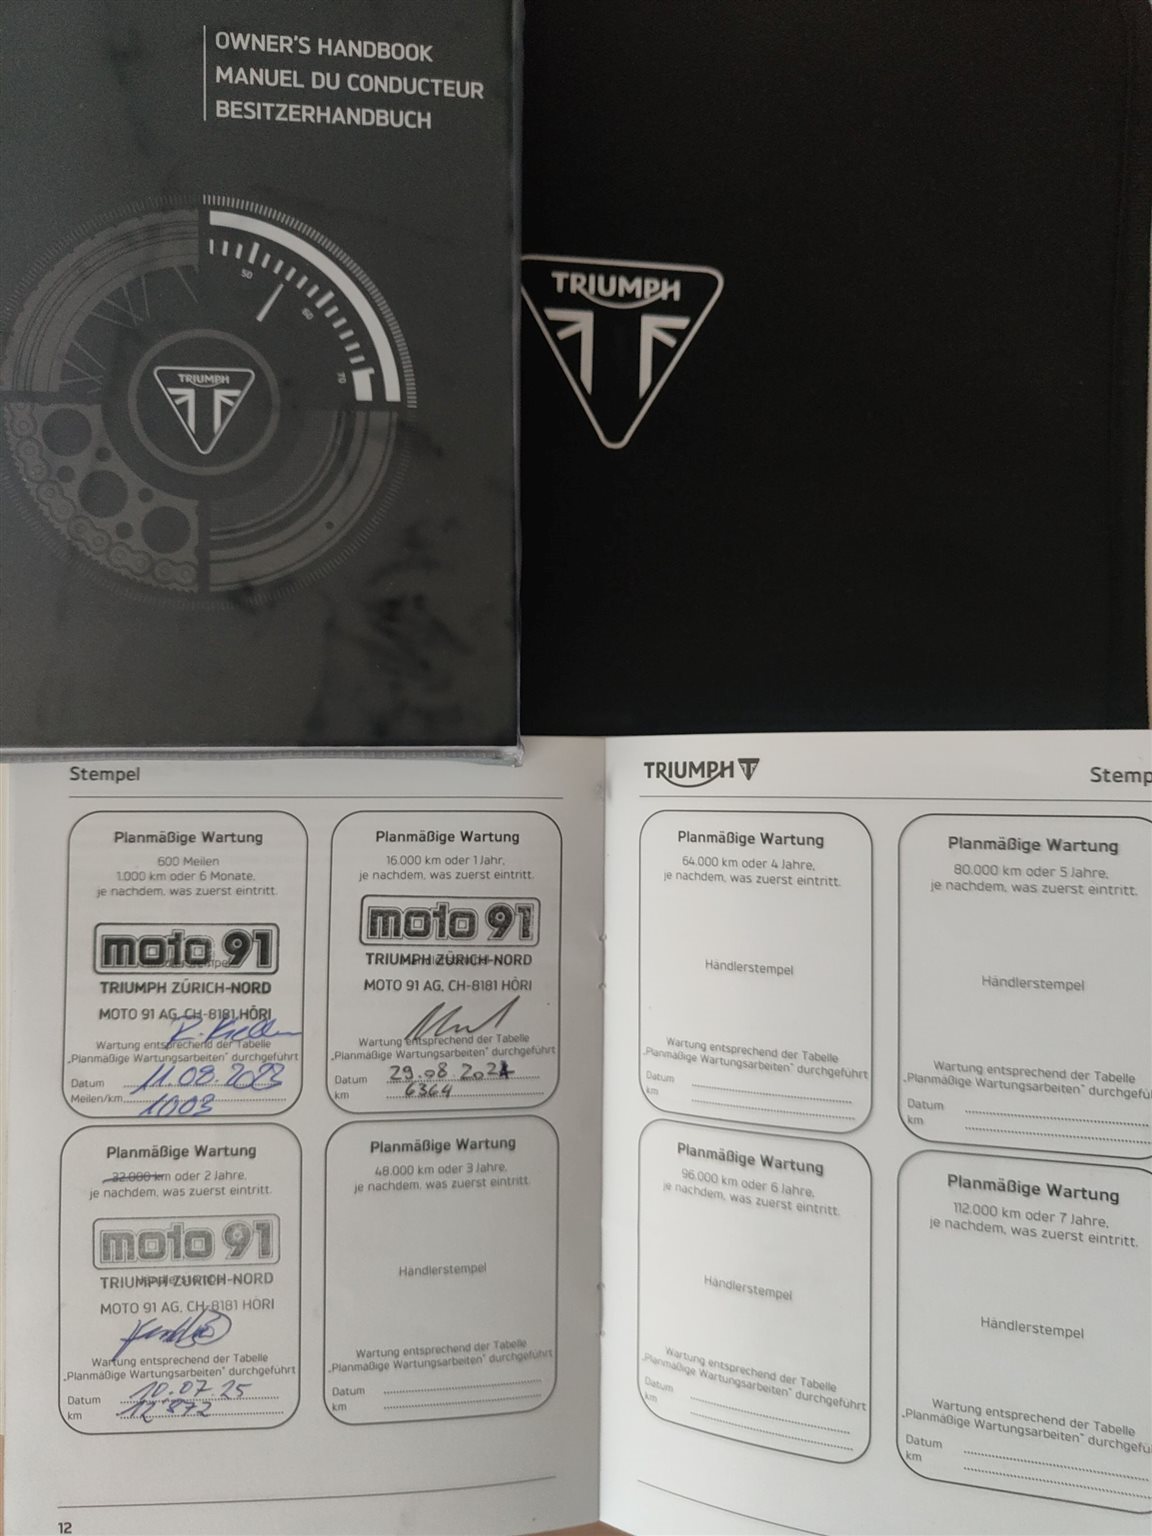 OWNER'S HANDBOOK
MANUEL DU CONDUCTEUR
BESITZERHANDBUCH
50
60
70
TRIUMPH
TRIUMPH
Stempel
Planmäßige Wartung
600 Meilen
1.000 km oder 6 Monate,
je nachdem, was zuerst eintritt.
moto 91
TRIUMPH ZÜRICH-NORD
MOTO 91 AG, CH-8181 HÖRI
Wartung entsprechend der Tabelle
„Planmäßige Wartungsarbeiten" durchgeführt
Datum 11.09.2023
Meilen/km 1003
Planmäßige Wartung
16.000 km oder 1 Jahr,
je nachdem, was zuerst eintritt.
moto 91
TRIUMPH ZÜRICH-NORD
MOTO 91 AG, CH-8181 HÖRI
Wartung entsprechend der Tabelle
„Planmäßige Wartungsarbeiten" durchgeführt
Datum 29.08.2024
km 6364
Planmäßige Wartung
32.000 km oder 2 Jahre,
je nachdem, was zuerst eintritt.
moto 91
TRIUMPH ZÜRICH-NORD
MOTO 91 AG, CH-8181 HÖRI
Wartung entsprechend der Tabelle
„Planmäßige Wartungsarbeiten" durchgeführt
Datum 10.07.25
km 12'872
Planmäßige Wartung
48.000 km oder 3 Jahre,
je nachdem, was zuerst eintritt.
Händlerstempel
Wartung entsprechend der Tabelle
„Planmäßige Wartungsarbeiten" durchgeführt
Datum
km
12
TRIUMPH
Stemp
Planmäßige Wartung
64.000 km oder 4 Jahre,
je nachdem, was zuerst eintritt.
Händlerstempel
Wartung entsprechend der Tabelle
„Planmäßige Wartungsarbeiten" durchgeführt
Datum
km
Planmäßige Wartung
80.000 km oder 5 Jahre,
je nachdem, was zuerst eintritt.
Händlerstempel
Wartung entsprechend der Tabelle
„Planmäßige Wartungsarbeiten" durchgefü
Datum
km
Planmäßige Wartung
96.000 km oder 6 Jahre,
je nachdem, was zuerst eintritt.
Händlerstempel
Wartung entsprechend der Tabelle
„Planmäßige Wartungsarbeiten" durchgeführt
Datum
km
Planmäßige Wartung
112.000 km oder 7 Jahre,
je nachdem, was zuerst eintritt.
Händlerstempel
Wartung entsprechend der Tabelle
„Planmäßige Wartungsarbeiten" durchgefü
Datum
km